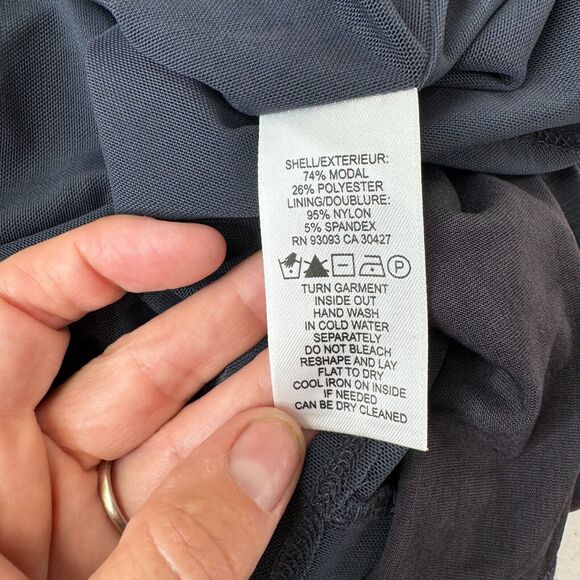 SHELL/EXTERIEUR:
74% MODAL
26% POLYESTER
LINING/DOUBLURE:
95% NYLON
5% SPANDEX
RN 93093 CA 30427
P
TURN GARMENT
INSIDE OUT
HAND WASH
IN COLD WATER
SEPARATELY
DO NOT BLEACH
RESHAPE AND LAY
FLAT TO DRY
COOL IRON ON INSIDE
IF NEEDED
CAN BE DRY CLEANED